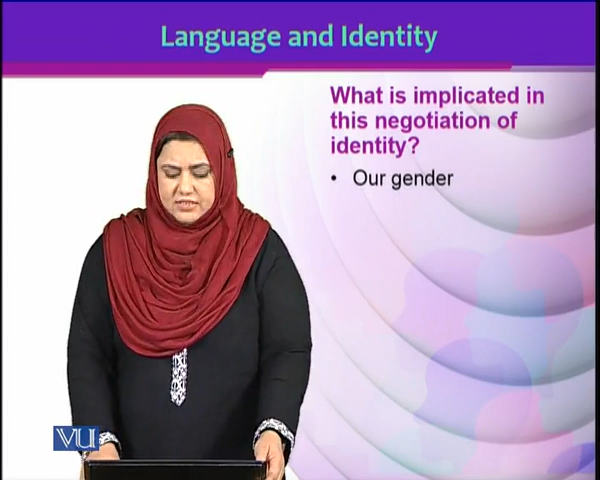 Language and Identity
What is implicated in
this negotiation of
identity?
• Our gender
VU